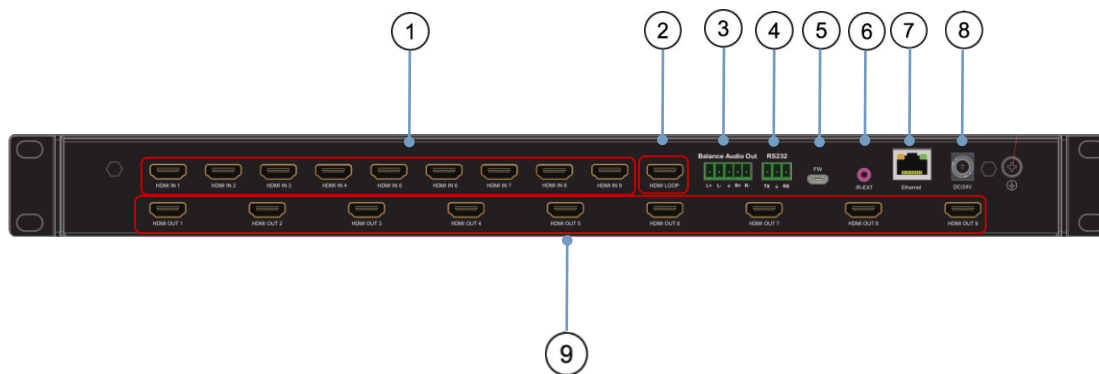 1 2 3 4 5 6 7 8
Balance Audio Out RS232
FW
HDMI IN 1 HDMI IN 2 HDMI IN 3 HDMI IN 4 HDMI IN 5 HDMI IN 6 HDMI IN 7 HDMI IN 8 HDMI IN 9 HDMI LOOP
L+ L- R+ R- TX RX
IR-EXT Ethernet DC/24V
HDMI OUT 1 HDMI OUT 2 HDMI OUT 3 HDMI OUT 4 HDMI OUT 5 HDMI OUT 6 HDMI OUT 7 HDMI OUT 8 HDMI OUT 9
9